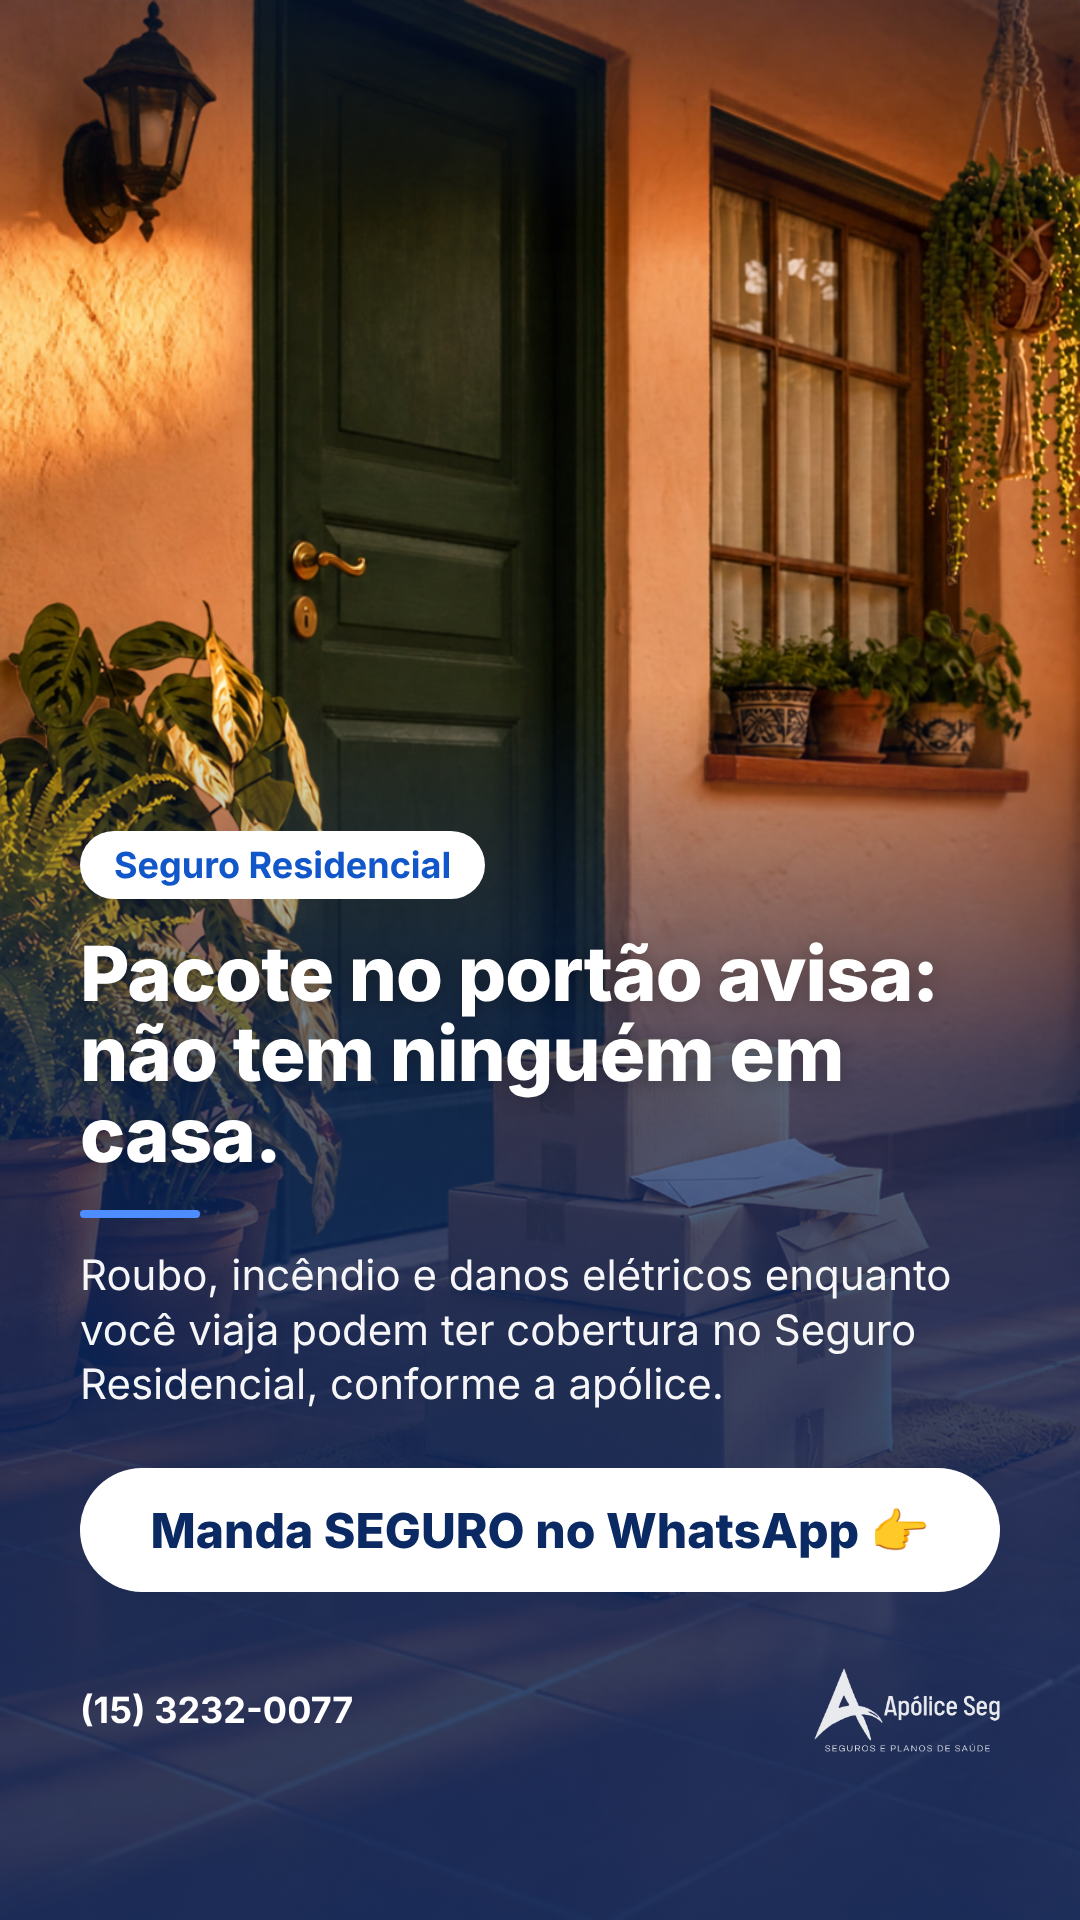 Seguro Residencial
Pacote no portão avisa:
não tem ninguém em
casa.
Roubo, incêndio e danos elétricos enquanto
você viaja podem ter cobertura no Seguro
Residencial, conforme a apólice.
Manda SEGURO no WhatsApp 👉
(15) 3232-0077
Apólice Seg
SEGUROS E PLANOS DE SAÚDE